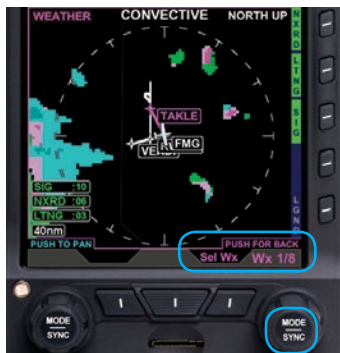 WEATHER CONVECTIVE NORTH UP
NXRD
LTNG
SIG
TAKLE
FMG
SIG :10
NXRD :06
LTNG :03
40nm
LGND
PUSH TO PAN PUSH FOR BACK
Sel Wx Wx 1/8
MODE
SYNC
MODE
SYNC